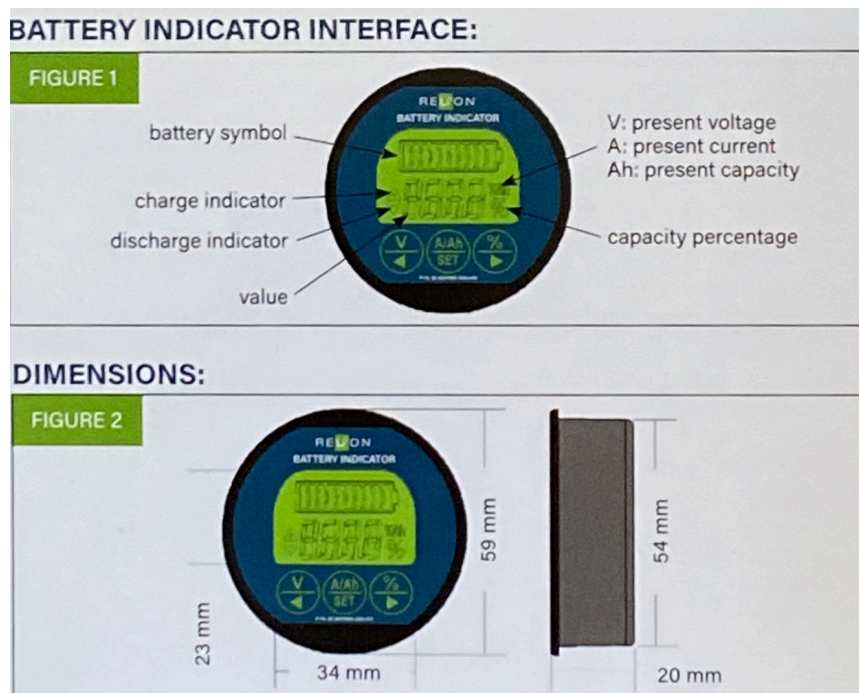 BATTERY INDICATOR INTERFACE:
FIGURE 1
RELiON
BATTERY INDICATOR
battery symbol
charge indicator
discharge indicator
value
V: present voltage
A: present current
Ah: present capacity
capacity percentage
%
V
A/Ah
SET
%
DIMENSIONS:
FIGURE 2
RELiON
BATTERY INDICATOR
%
V
A/Ah
SET
%
59 mm
54 mm
23 mm
34 mm
20 mm